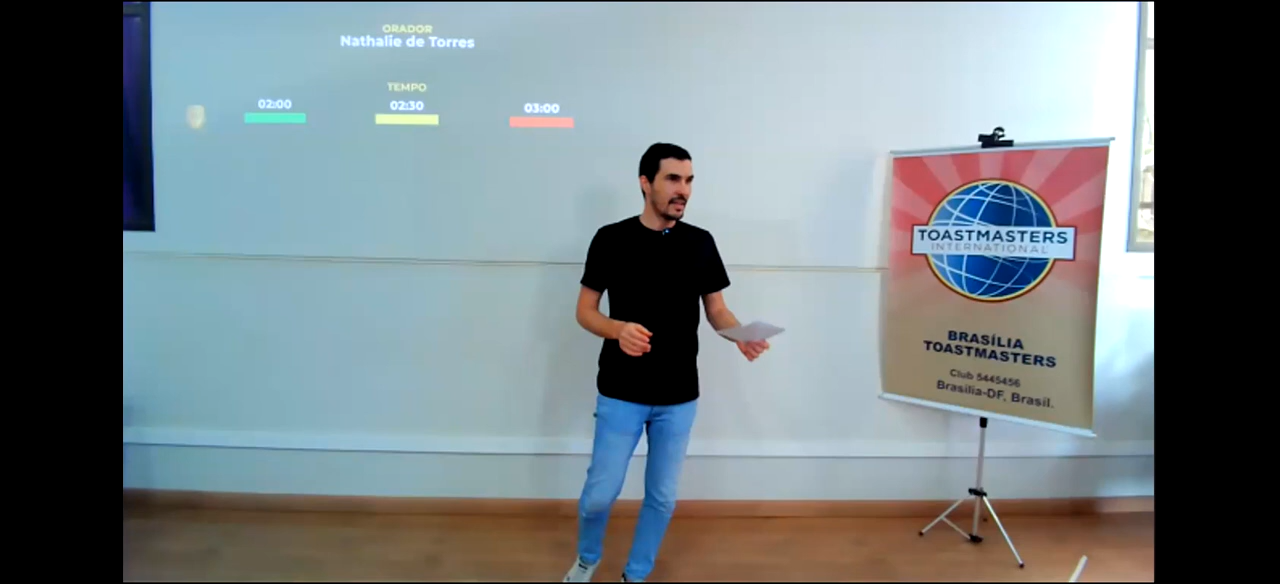 ORADOR
Nathalie de Torres
TEMPO
02:00
02:30
03:00
TOASTMASTERS
INTERNATIONAL
BRASÍLIA
TOASTMASTERS
Club 5445456
Brasília-DF, Brasil.